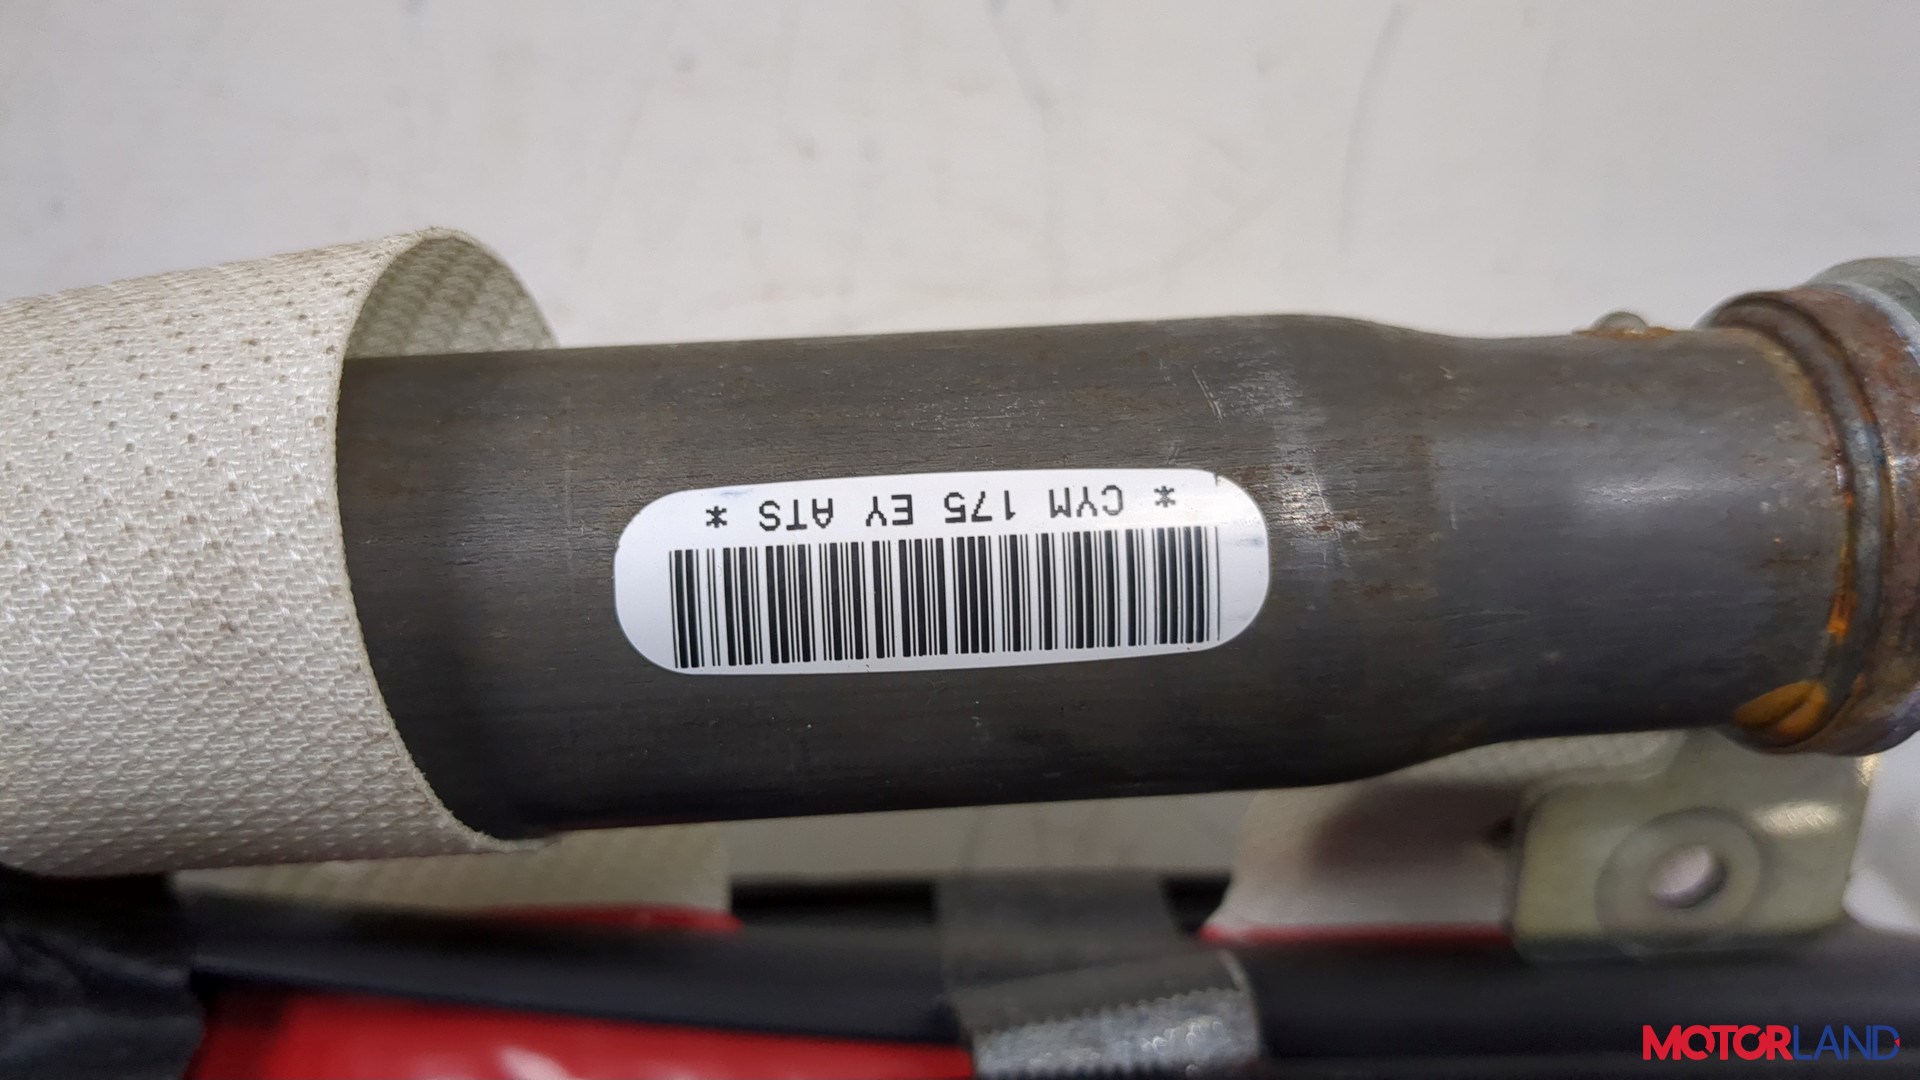 * CYM 175 EY ATS *
MOTORLAND